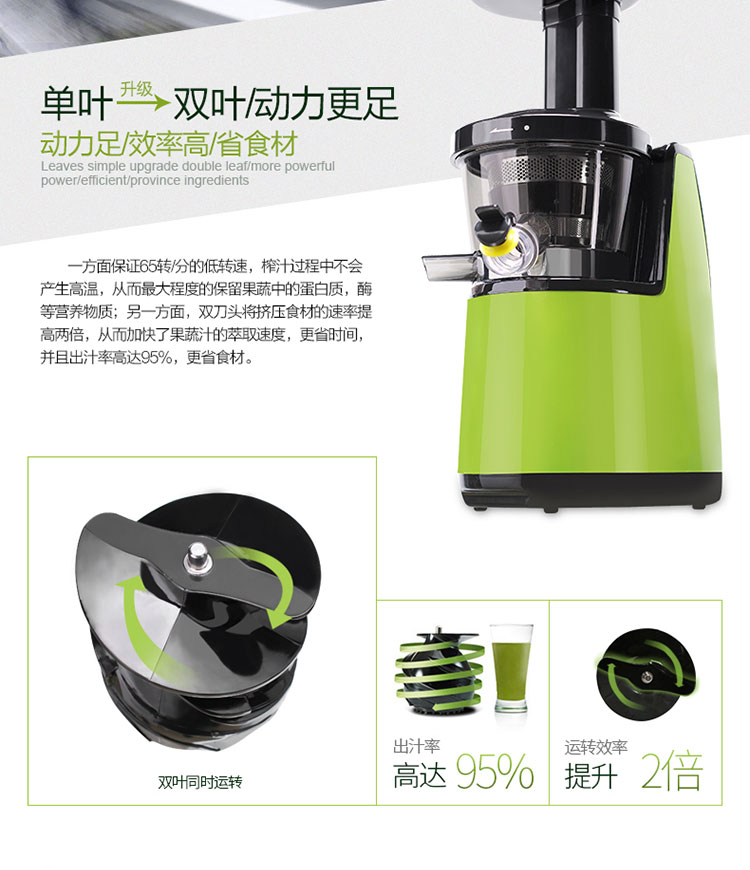 单叶 升级 双叶/动力更足
动力足/效率高/省食材
Leaves simple upgrade double leaf/more powerful
power/efficient/province ingredients
一方面保证65转/分的低转速，榨汁过程中不会
产生高温，从而最大程度的保留果蔬中的蛋白质，酶
等营养物质；另一方面，双刀头将挤压食材的速率提
高两倍，从而加快了果蔬汁的萃取速度，更省时间，
并且出汁率高达95%，更省食材。
双叶同时运转
出汁率
高达 95%
运转效率
提升 2倍